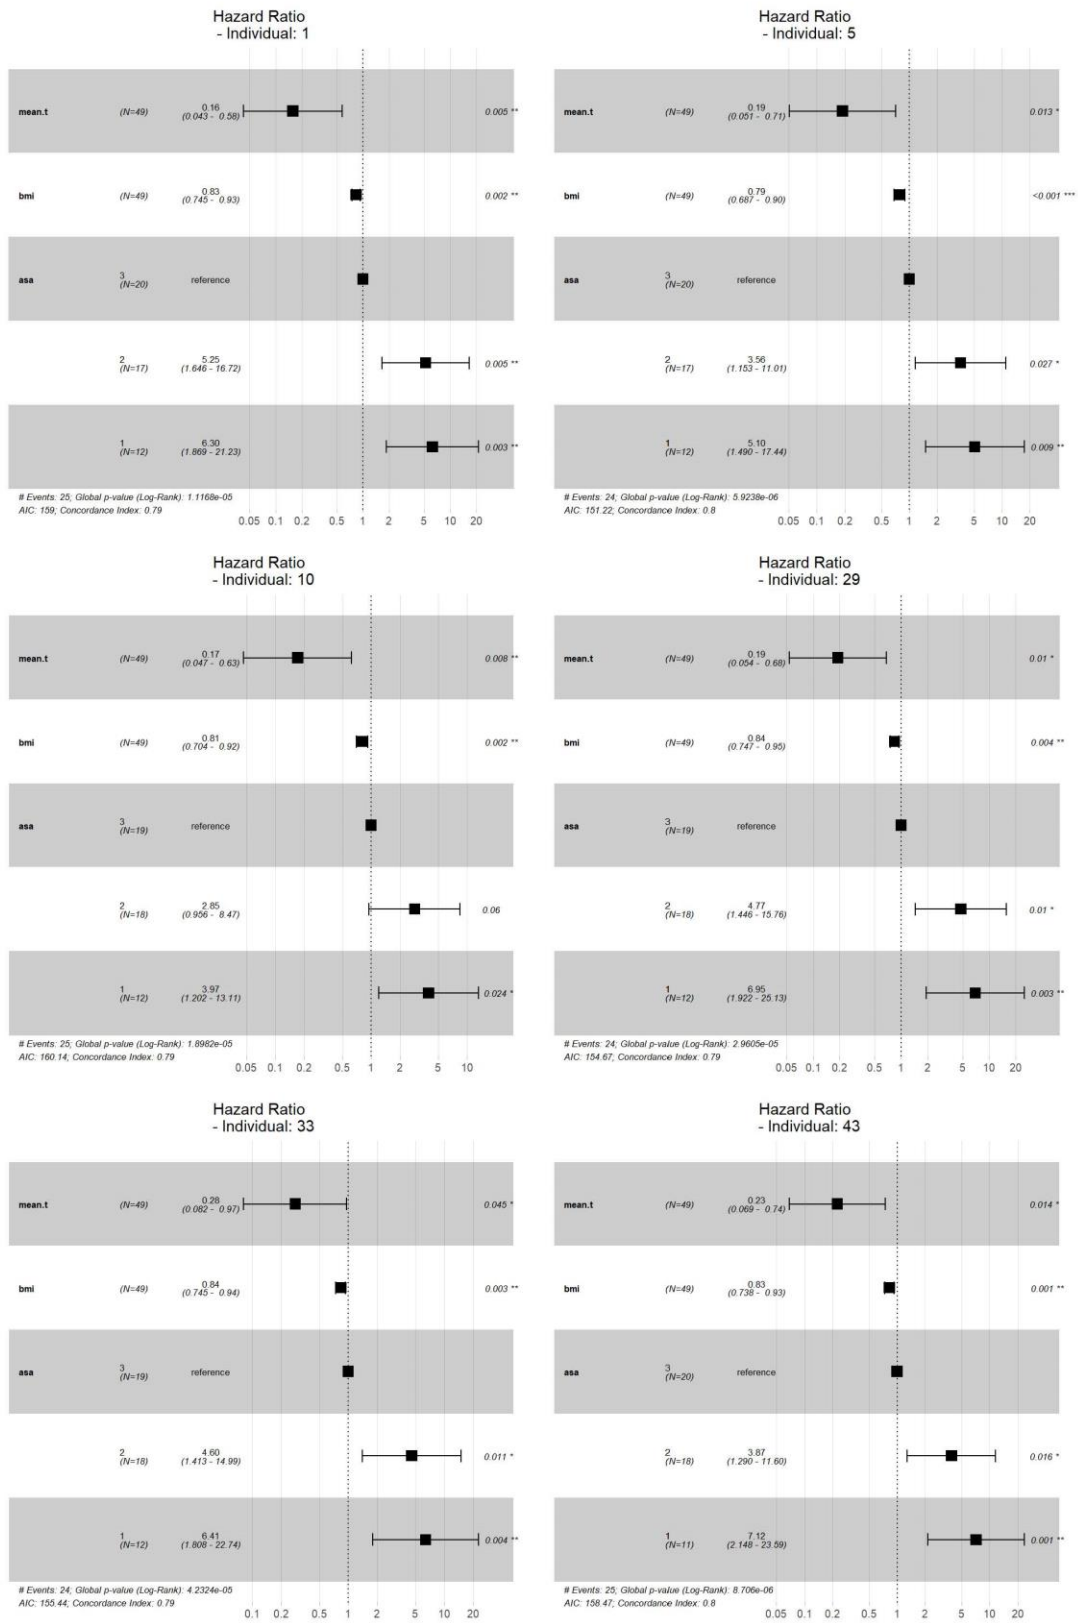 Hazard Ratio
- Individual: 1
mean.t (N=49) 0.16 (0.043 - 0.58) 0.005 **
bmi (N=49) 0.83 (0.745 - 0.93) 0.002 **
asa 3 (N=20) reference
2 (N=17) 5.25 (1.646 - 16.72) 0.005 **
1 (N=12) 6.30 (1.869 - 21.23) 0.003 **
# Events: 25; Global p-value (Log-Rank): 1.1168e-05
AIC: 159; Concordance Index: 0.79
0.05 0.1 0.2 0.5 1 2 5 10 20
Hazard Ratio
- Individual: 5
mean.t (N=49) 0.19 (0.051 - 0.71) 0.013 *
bmi (N=49) 0.79 (0.687 - 0.90) <0.001 ***
asa 3 (N=20) reference
2 (N=17) 3.56 (1.153 - 11.01) 0.027 *
1 (N=12) 5.10 (1.490 - 17.44) 0.009 **
# Events: 24; Global p-value (Log-Rank): 5.9238e-06
AIC: 151.22; Concordance Index: 0.8
0.05 0.1 0.2 0.5 1 2 5 10 20
Hazard Ratio
- Individual: 10
mean.t (N=49) 0.17 (0.047 - 0.63) 0.008 **
bmi (N=49) 0.81 (0.704 - 0.92) 0.002 **
asa 3 (N=19) reference
2 (N=18) 2.85 (0.956 - 8.47) 0.06
1 (N=12) 3.97 (1.202 - 13.11) 0.024 *
# Events: 25; Global p-value (Log-Rank): 1.8982e-05
AIC: 160.14; Concordance Index: 0.79
0.05 0.1 0.2 0.5 1 2 5 10
Hazard Ratio
- Individual: 29
mean.t (N=49) 0.19 (0.054 - 0.68) 0.01 *
bmi (N=49) 0.84 (0.747 - 0.95) 0.004 **
asa 3 (N=19) reference
2 (N=18) 4.77 (1.446 - 15.76) 0.01 *
1 (N=12) 6.95 (1.922 - 25.13) 0.003 **
# Events: 24; Global p-value (Log-Rank): 2.9605e-05
AIC: 154.67; Concordance Index: 0.79
0.05 0.1 0.2 0.5 1 2 5 10 20
Hazard Ratio
- Individual: 33
mean.t (N=49) 0.28 (0.082 - 0.97) 0.045 *
bmi (N=49) 0.84 (0.745 - 0.94) 0.003 **
asa 3 (N=19) reference
2 (N=18) 4.60 (1.413 - 14.99) 0.011 *
1 (N=12) 6.41 (1.808 - 22.74) 0.004 **
# Events: 24; Global p-value (Log-Rank): 4.2324e-05
AIC: 155.44; Concordance Index: 0.79
0.1 0.2 0.5 1 2 5 10 20
Hazard Ratio
- Individual: 43
mean.t (N=49) 0.23 (0.069 - 0.74) 0.014 *
bmi (N=49) 0.83 (0.738 - 0.93) 0.001 **
asa 3 (N=20) reference
2 (N=18) 3.87 (1.290 - 11.60) 0.016 *
1 (N=11) 7.12 (2.148 - 23.59) 0.001 **
# Events: 25; Global p-value (Log-Rank): 8.706e-06
AIC: 158.47; Concordance Index: 0.8
0.05 0.1 0.2 0.5 1 2 5 10 20